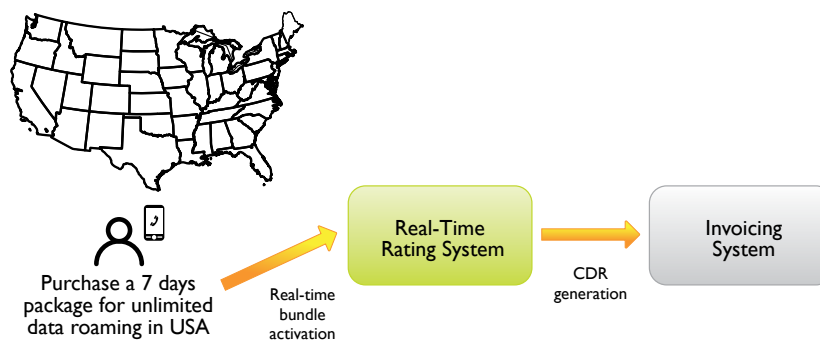 Purchase a 7 days
package for unlimited
data roaming in USA
Real-time
bundle
activation
Real-Time
Rating System
CDR
generation
Invoicing
System